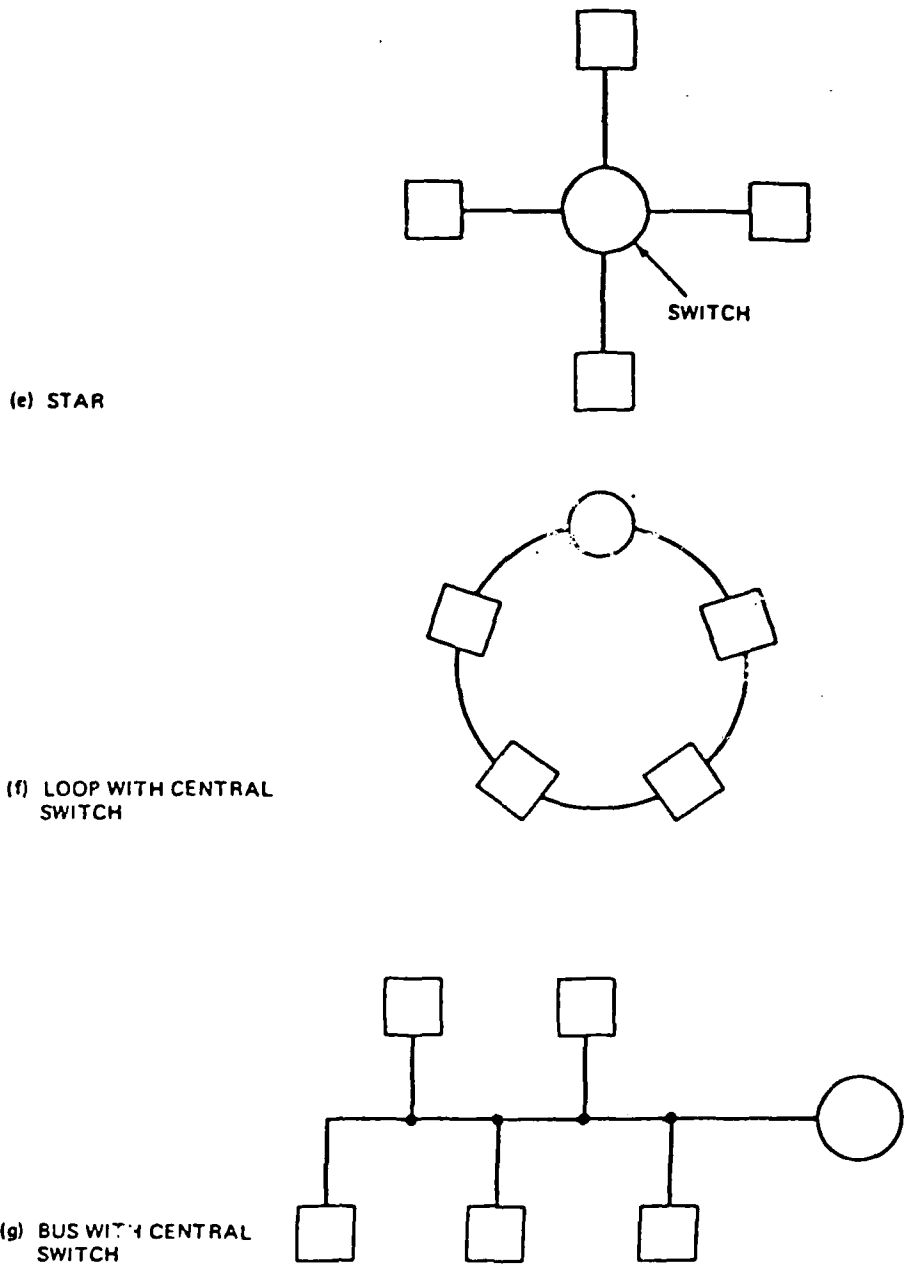 SWITCH
(e) STAR
(f) LOOP WITH CENTRAL
SWITCH
(g) BUS WITH CENTRAL
SWITCH